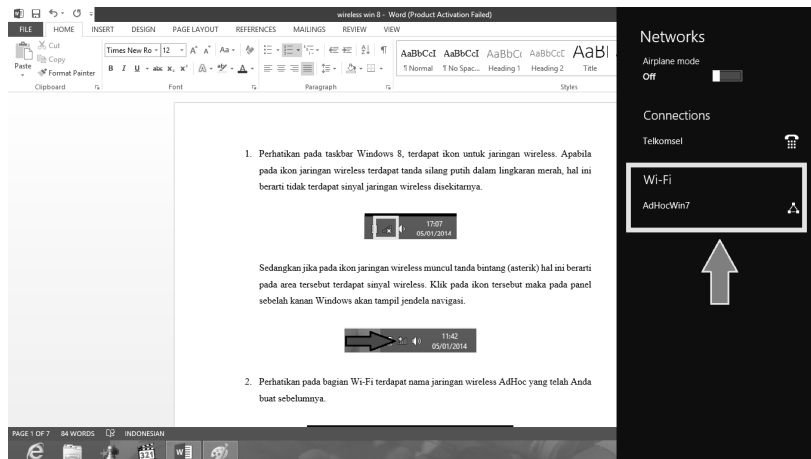 wireless win 8 - Word (Product Activation Failed)
FILE HOME INSERT DESIGN PAGE LAYOUT REFERENCES MAILINGS REVIEW VIEW
Cut
Copy
Format Painter
Paste
Clipboard
Times New Ro 12
B I U abc x₂ x²
Font
Paragraph
AaBbCcI AaBbCcI AaBbCc AaBbCcE AaBl
¶ Normal ¶ No Spac... Heading 1 Heading 2 Title
Styles
1. Perhatikan pada taskbar Windows 8, terdapat ikon untuk jaringan wireless. Apabila
pada ikon jaringan wireless terdapat tanda silang putih dalam lingkaran merah, hal ini
berarti tidak terdapat sinyal jaringan wireless disekitarnya.
17:07
05/01/2014
Sedangkan jika pada ikon jaringan wireless muncul tanda bintang (asterik) hal ini berarti
pada area tersebut terdapat sinyal wireless. Klik pada ikon tersebut maka pada panel
sebelah kanan Windows akan tampil jendela navigasi.
11:42
05/01/2014
2. Perhatikan pada bagian Wi-Fi terdapat nama jaringan wireless AdHoc yang telah Anda
buat sebelumnya.
PAGE 1 OF 7 84 WORDS INDONESIAN
321
Networks
Airplane mode
Off
Connections
Telkomsel
Wi-Fi
AdHocWin7